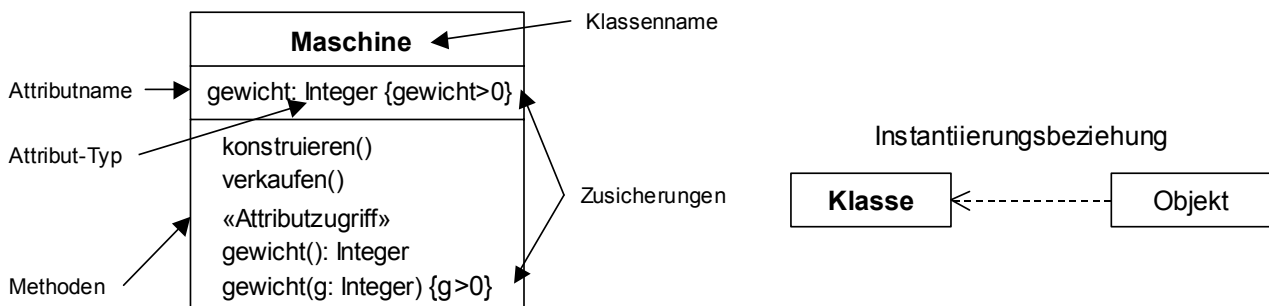 Klassenname
Maschine
Attributname
gewicht: Integer {gewicht>0}
Attribut-Typ
konstruieren()
verkaufen()
«Attributzugriff»
gewicht(): Integer
gewicht(g: Integer) {g>0}
Methoden
Zusicherungen
Instantiierungsbeziehung
Klasse
Objekt